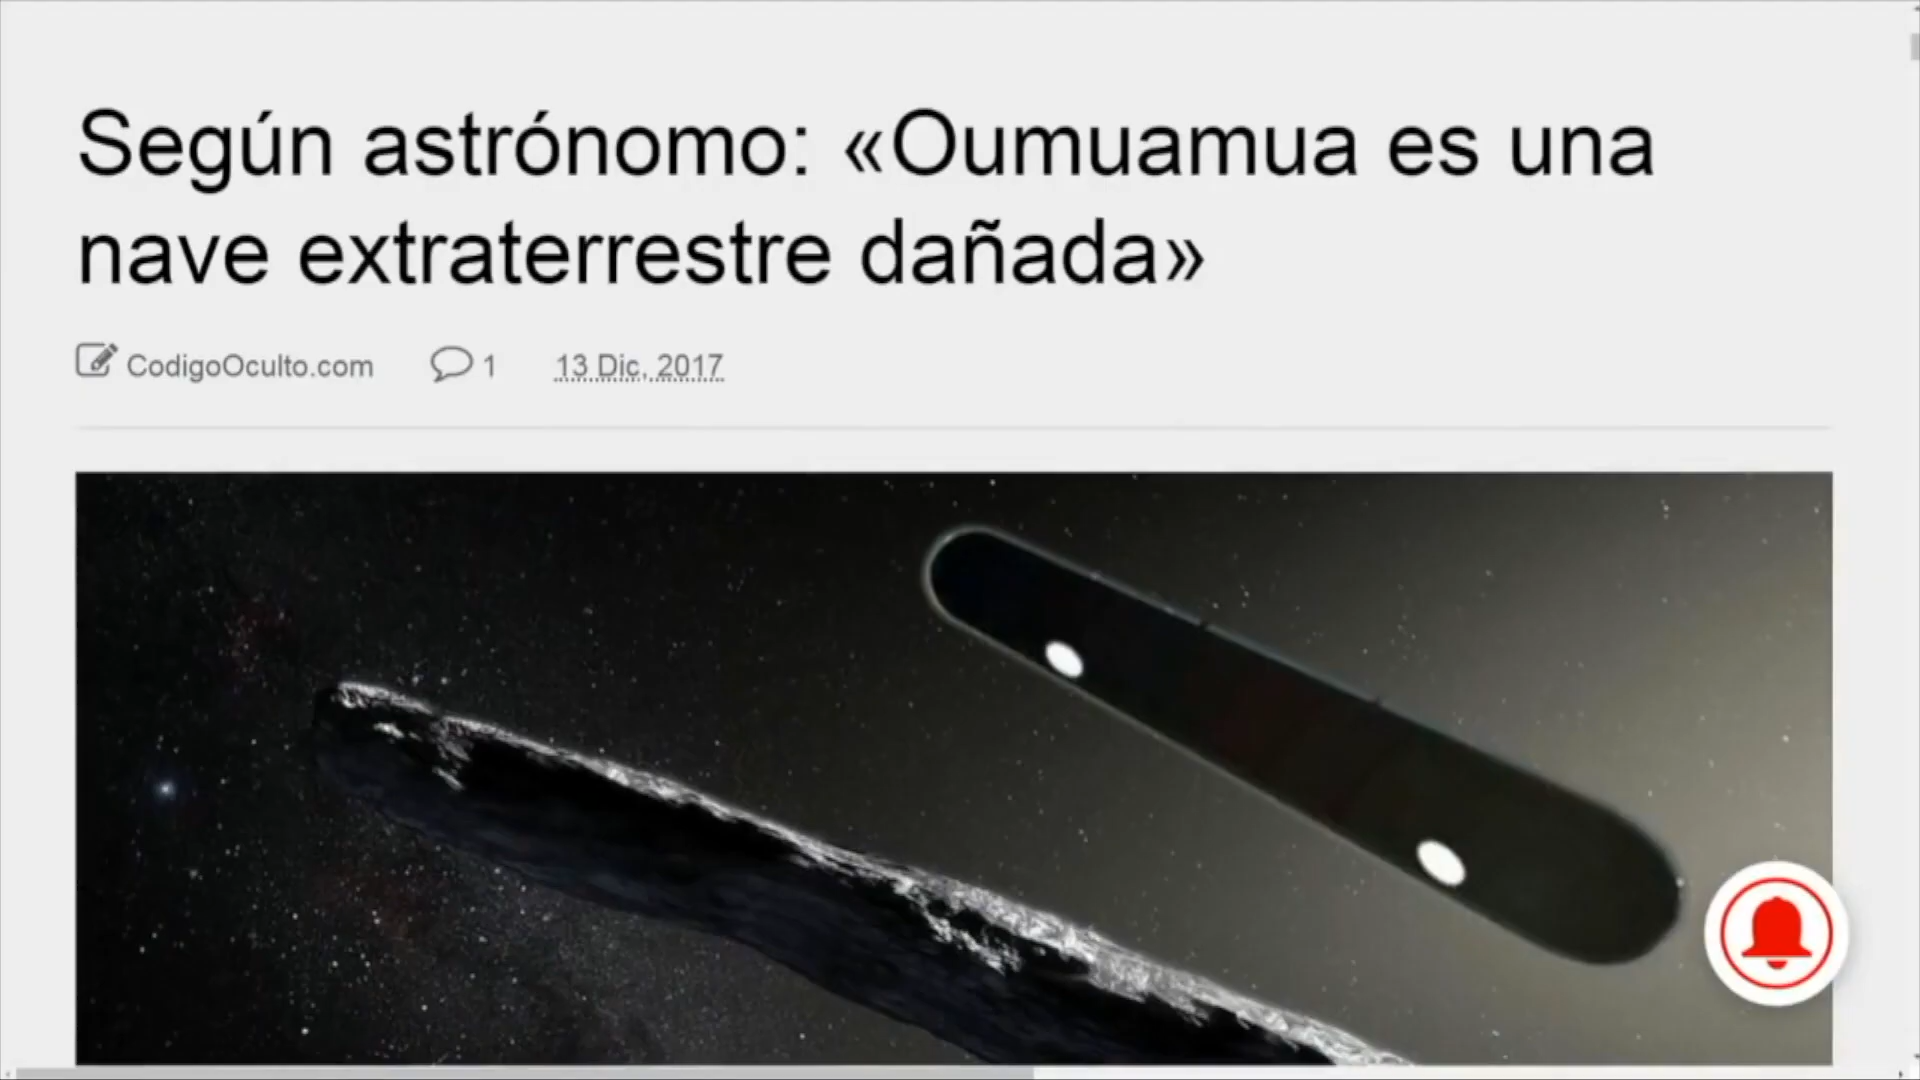 Según astrónomo: «Oumuamua es una
nave extraterrestre dañada»
CodigoOculto.com 1 13 Dic, 2017